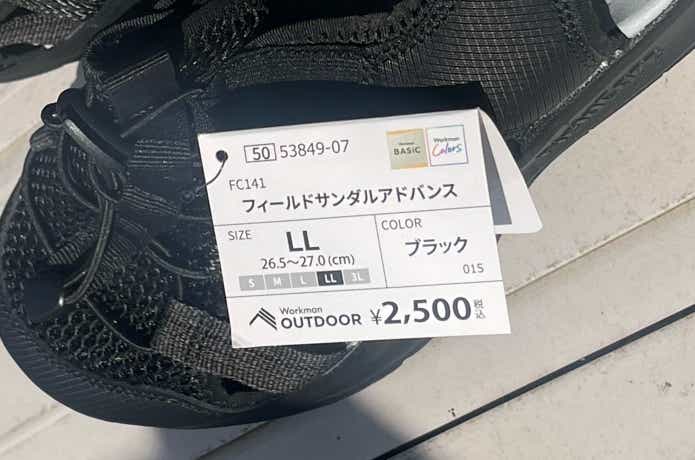 50 53849-07
BASiC
Workman Colors
FC141
フィールドサンダルアドバンス
SIZE
LL
26.5～27.0(cm)
S M L LL 3L
COLOR
ブラック
015
Workman
OUTDOOR
¥2,500 税込